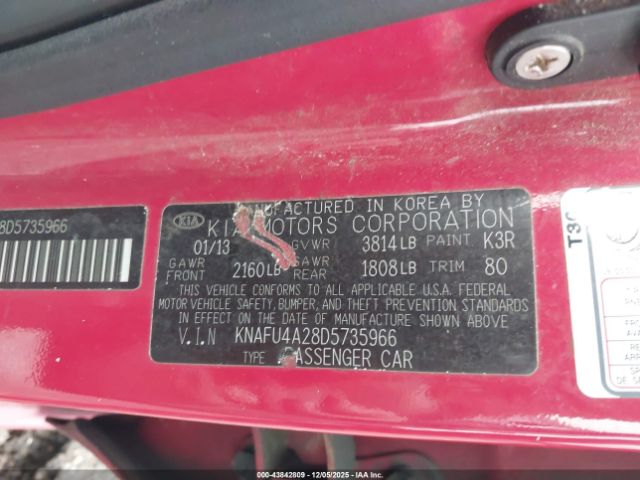 8D5735966
KIA
MANUFACTURED IN KOREA BY
KIA MOTORS CORPORATION
01/13 GVWR 3814 LB PAINT K3R
GAWR FRONT 2160 LB GAWR REAR 1808 LB TRIM 80
THIS VEHICLE CONFORMS TO ALL APPLICABLE U.S.A. FEDERAL
MOTOR VEHICLE SAFETY, BUMPER, AND THEFT PREVENTION STANDARDS
IN EFFECT ON THE DATE OF MANUFACTURE SHOWN ABOVE
V.I.N KNAFU4A28D5735966
TYPE : PASSENGER CAR
T30
000-43842809 • 12/05/2025 - COPART